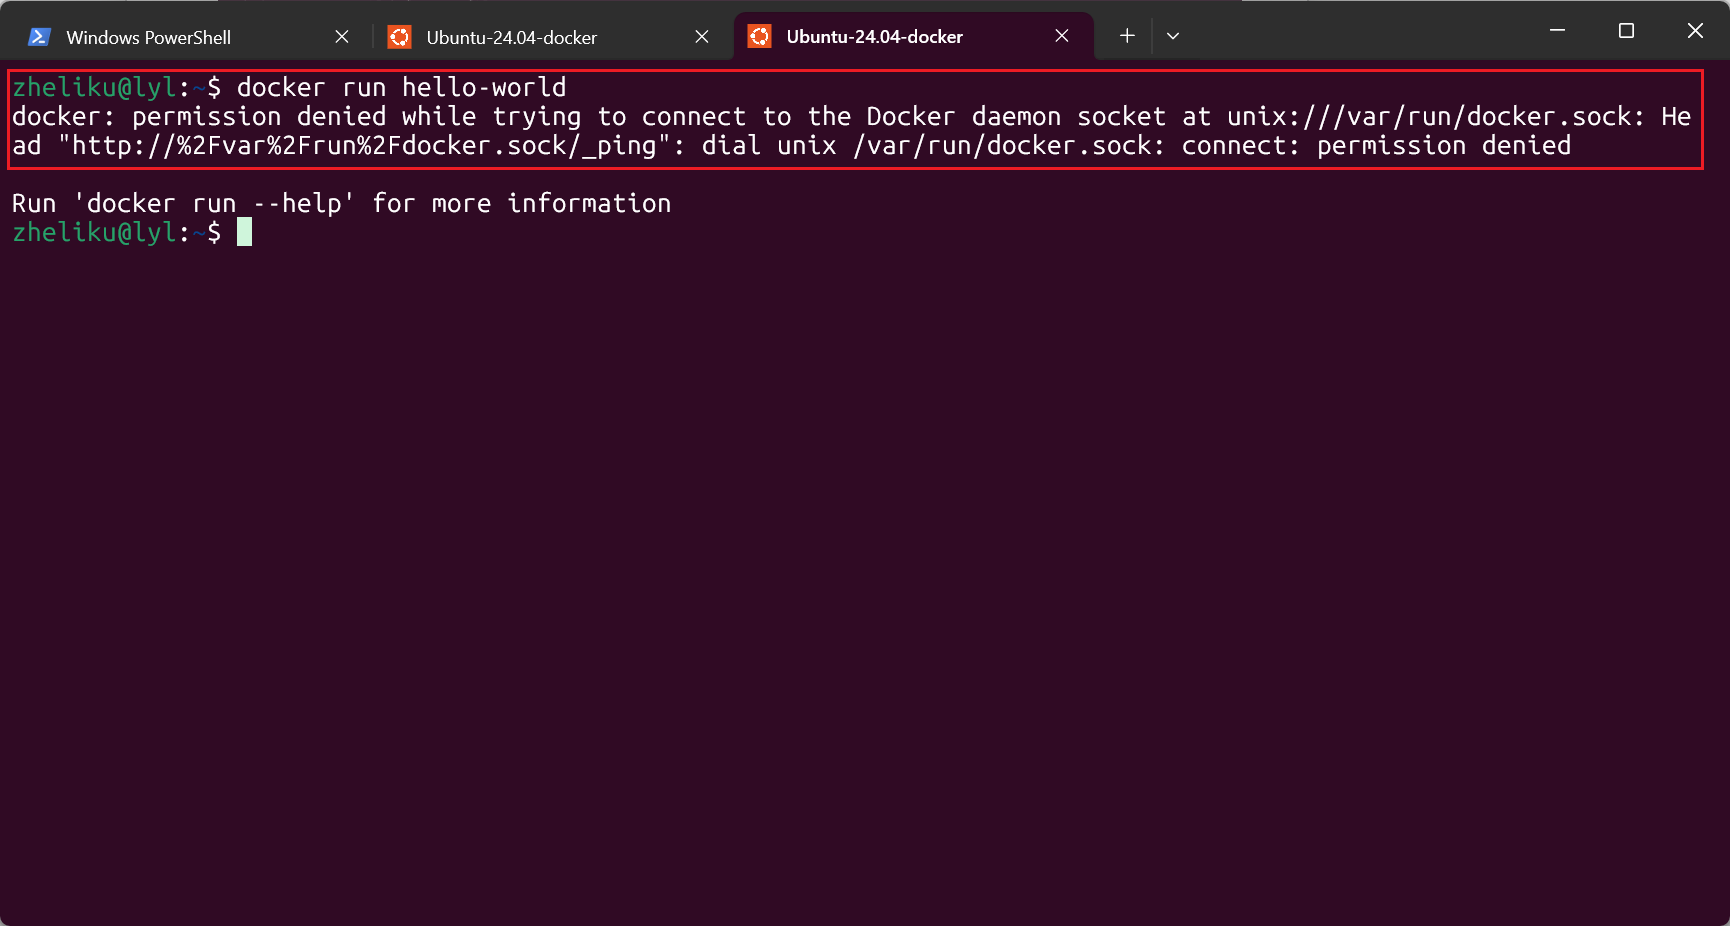 Windows PowerShell
Ubuntu-24.04-docker
Ubuntu-24.04-docker
zheliku@lyl:~$ docker run hello-world
docker: permission denied while trying to connect to the Docker daemon socket at unix:///var/run/docker.sock: He
ad "http://%2Fvar%2Frun%2Fdocker.sock/_ping": dial unix /var/run/docker.sock: connect: permission denied
Run 'docker run --help' for more information
zheliku@lyl:~$